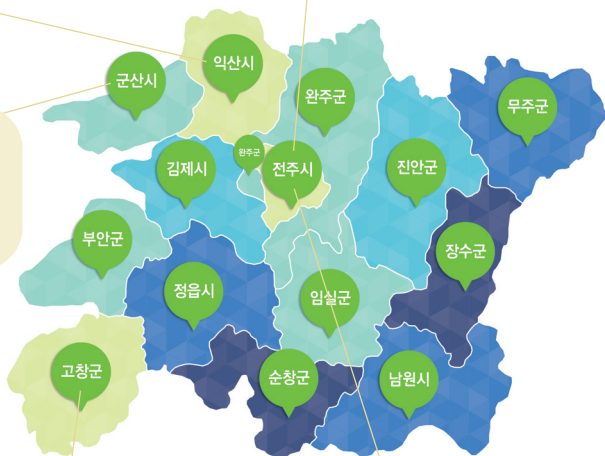 익산시
군산시
완주군
무주군
완주군
김제시
전주시
진안군
부안군
장수군
정읍시
임실군
고창군
순창군
남원시